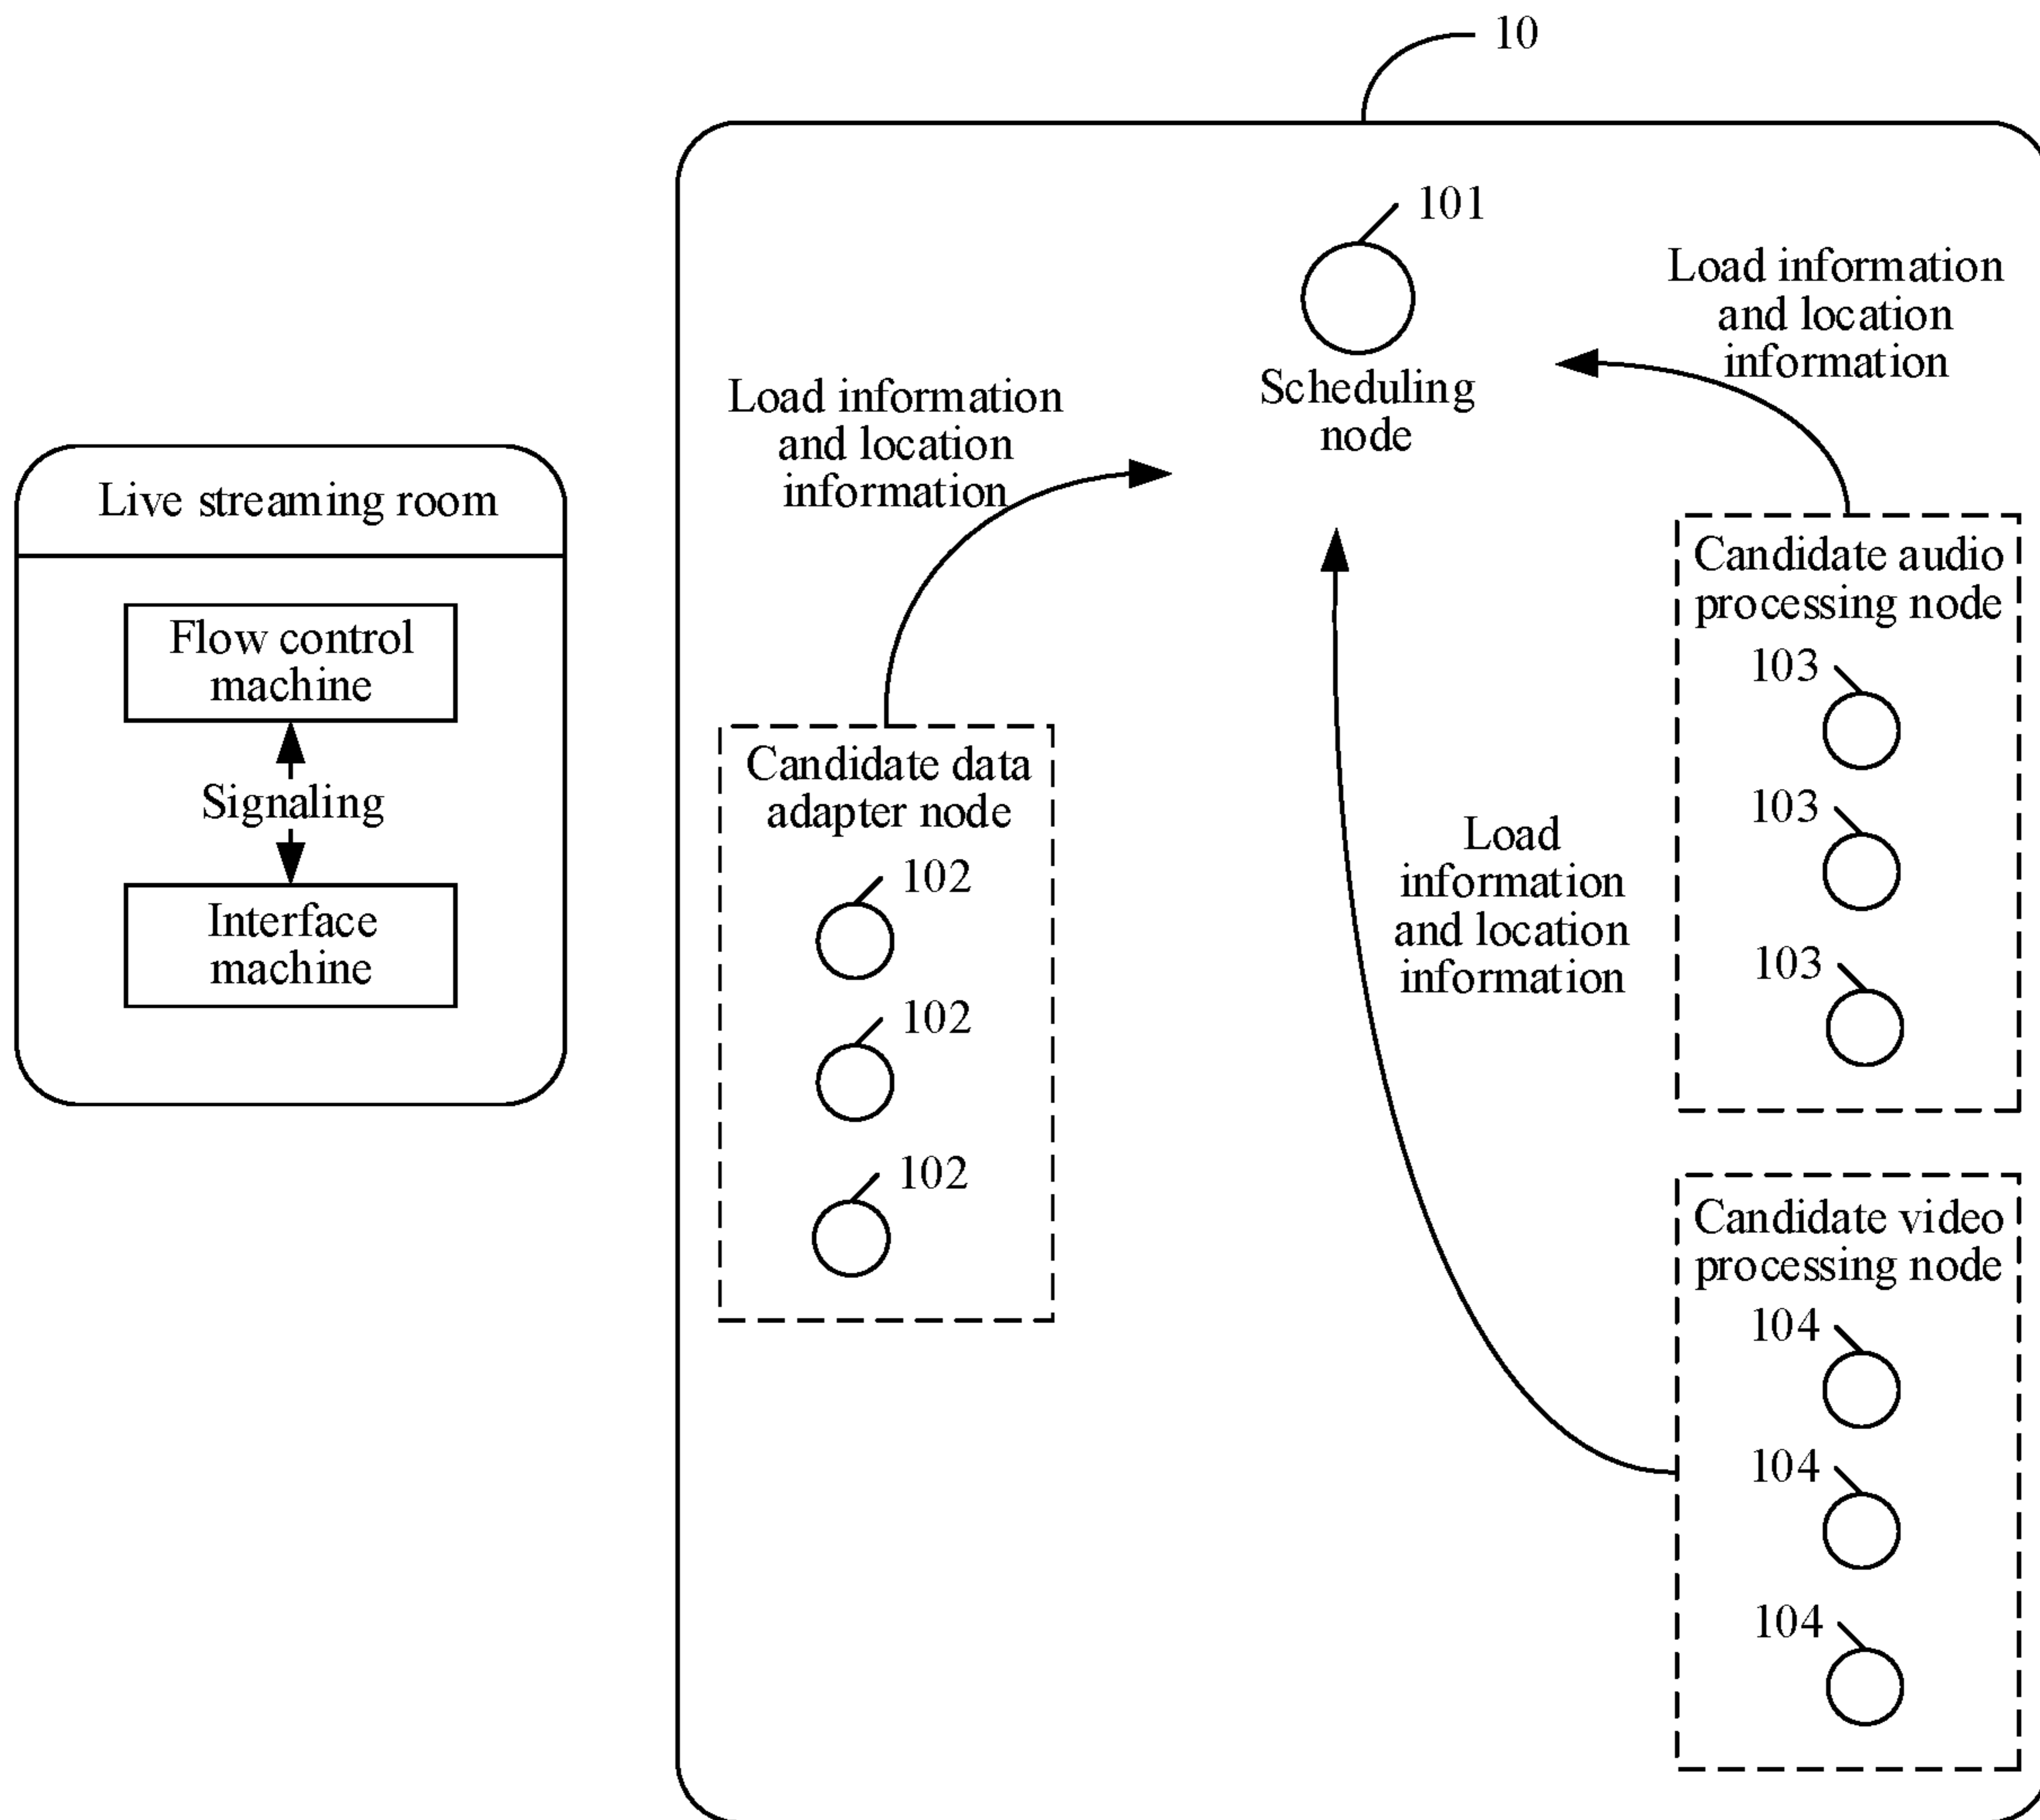 10
101
Load information
and location
information
Scheduling
node
Load information
and location
information
Live streaming room
Flow control
machine
Signaling
Interface
machine
Candidate data
adapter node
102
102
102
Load
information
and location
information
Candidate audio
processing node
103
103
103
Candidate video
processing node
104
104
104